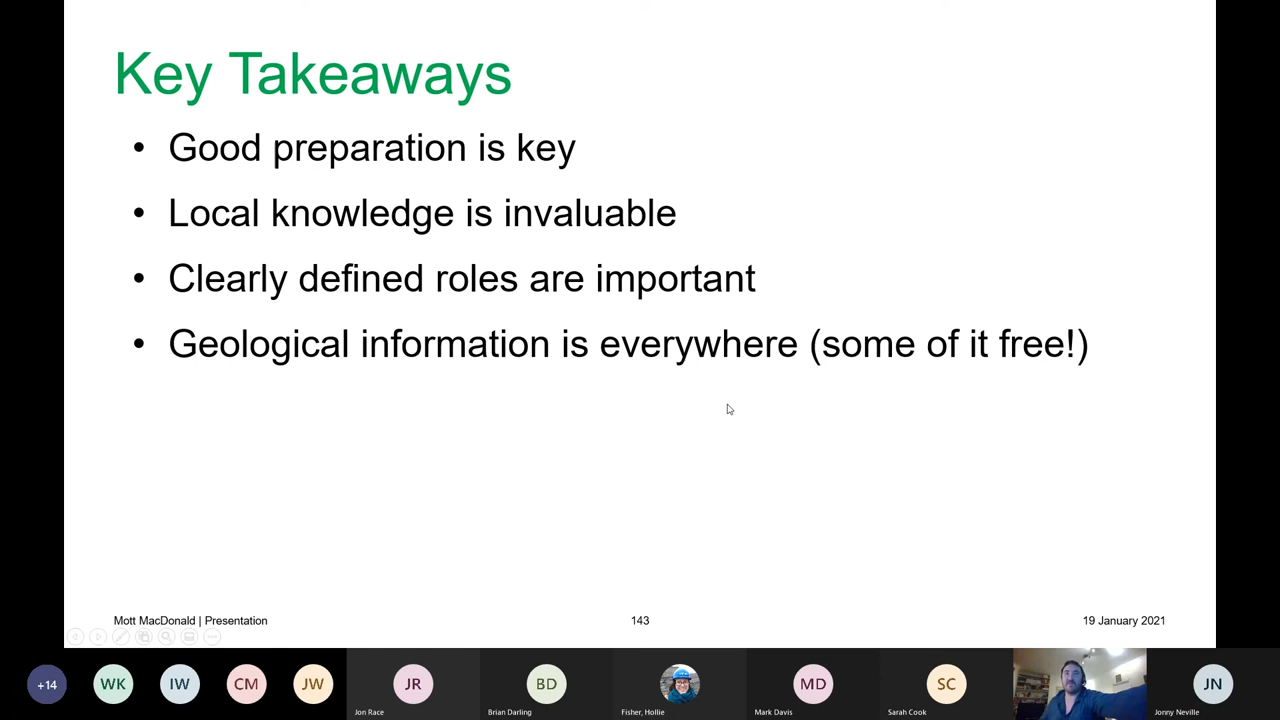 Key Takeaways
• Good preparation is key
• Local knowledge is invaluable
• Clearly defined roles are important
• Geological information is everywhere (some of it free!)
Mott MacDonald | Presentation
143
19 January 2021
+14
WK
IW
CM
JW
JR
Jon Race
BD
Brian Darling
Fisher, Hollie
MD
Mark Davis
SC
Sarah Cook
JN
Jonny Neville